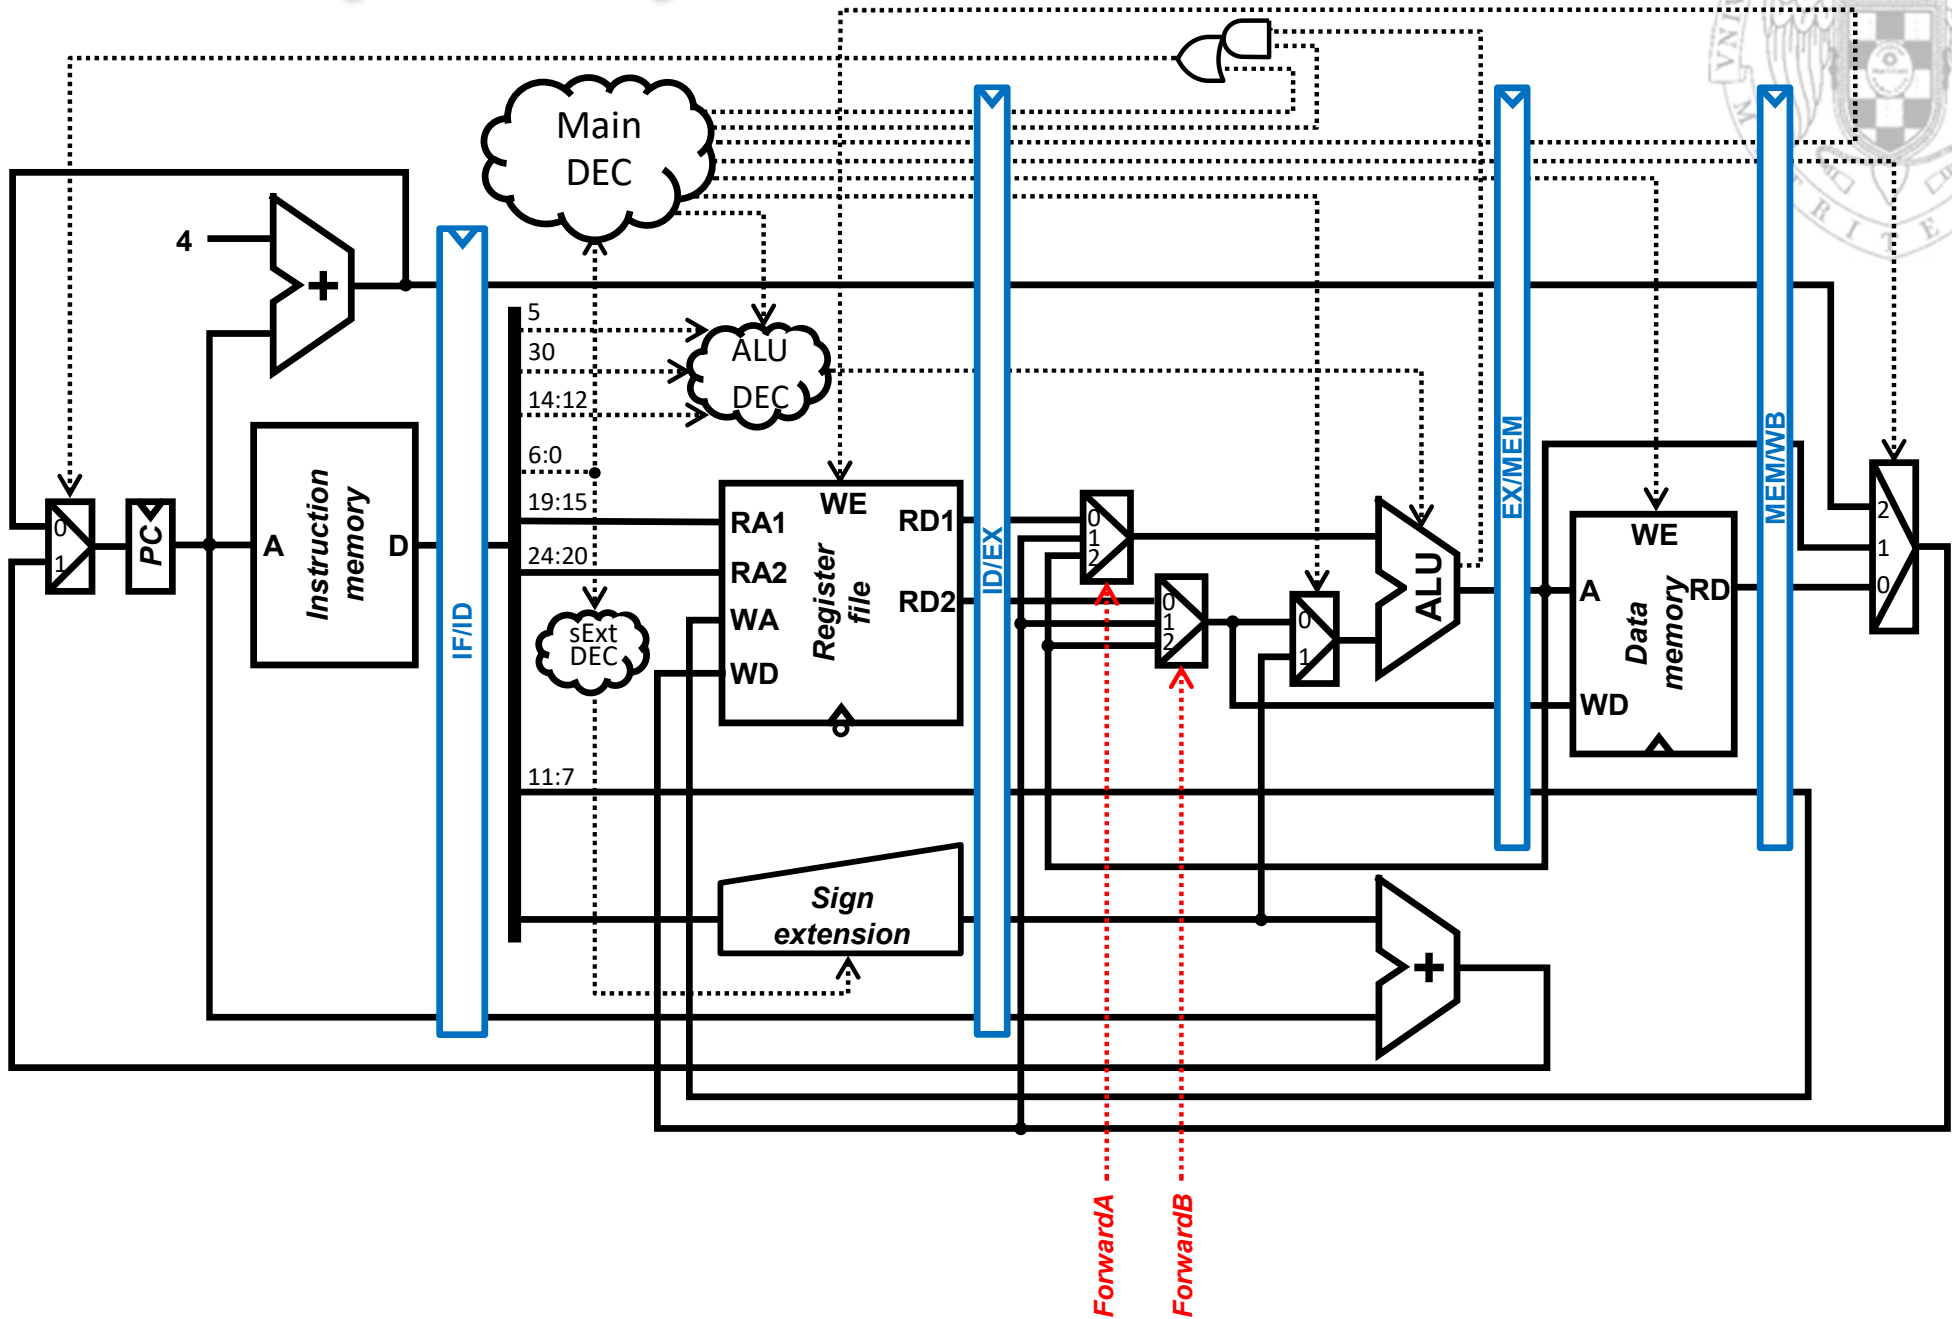 Main
DEC
4
+
5
30
14:12
6:0
19:15
24:20
11:7
ALU
DEC
sExt
DEC
0
1
PC
A
Instruction
memory
D
IF/ID
RA1
RA2
WA
WD
WE
Register
file
RD1
RD2
ID/EX
0
1
2
0
1
2
0
1
ALU
EX/MEM
A
WE
Data
memory
RD
WD
MEM/WB
2
1
0
Sign
extension
+
ForwardA
ForwardB